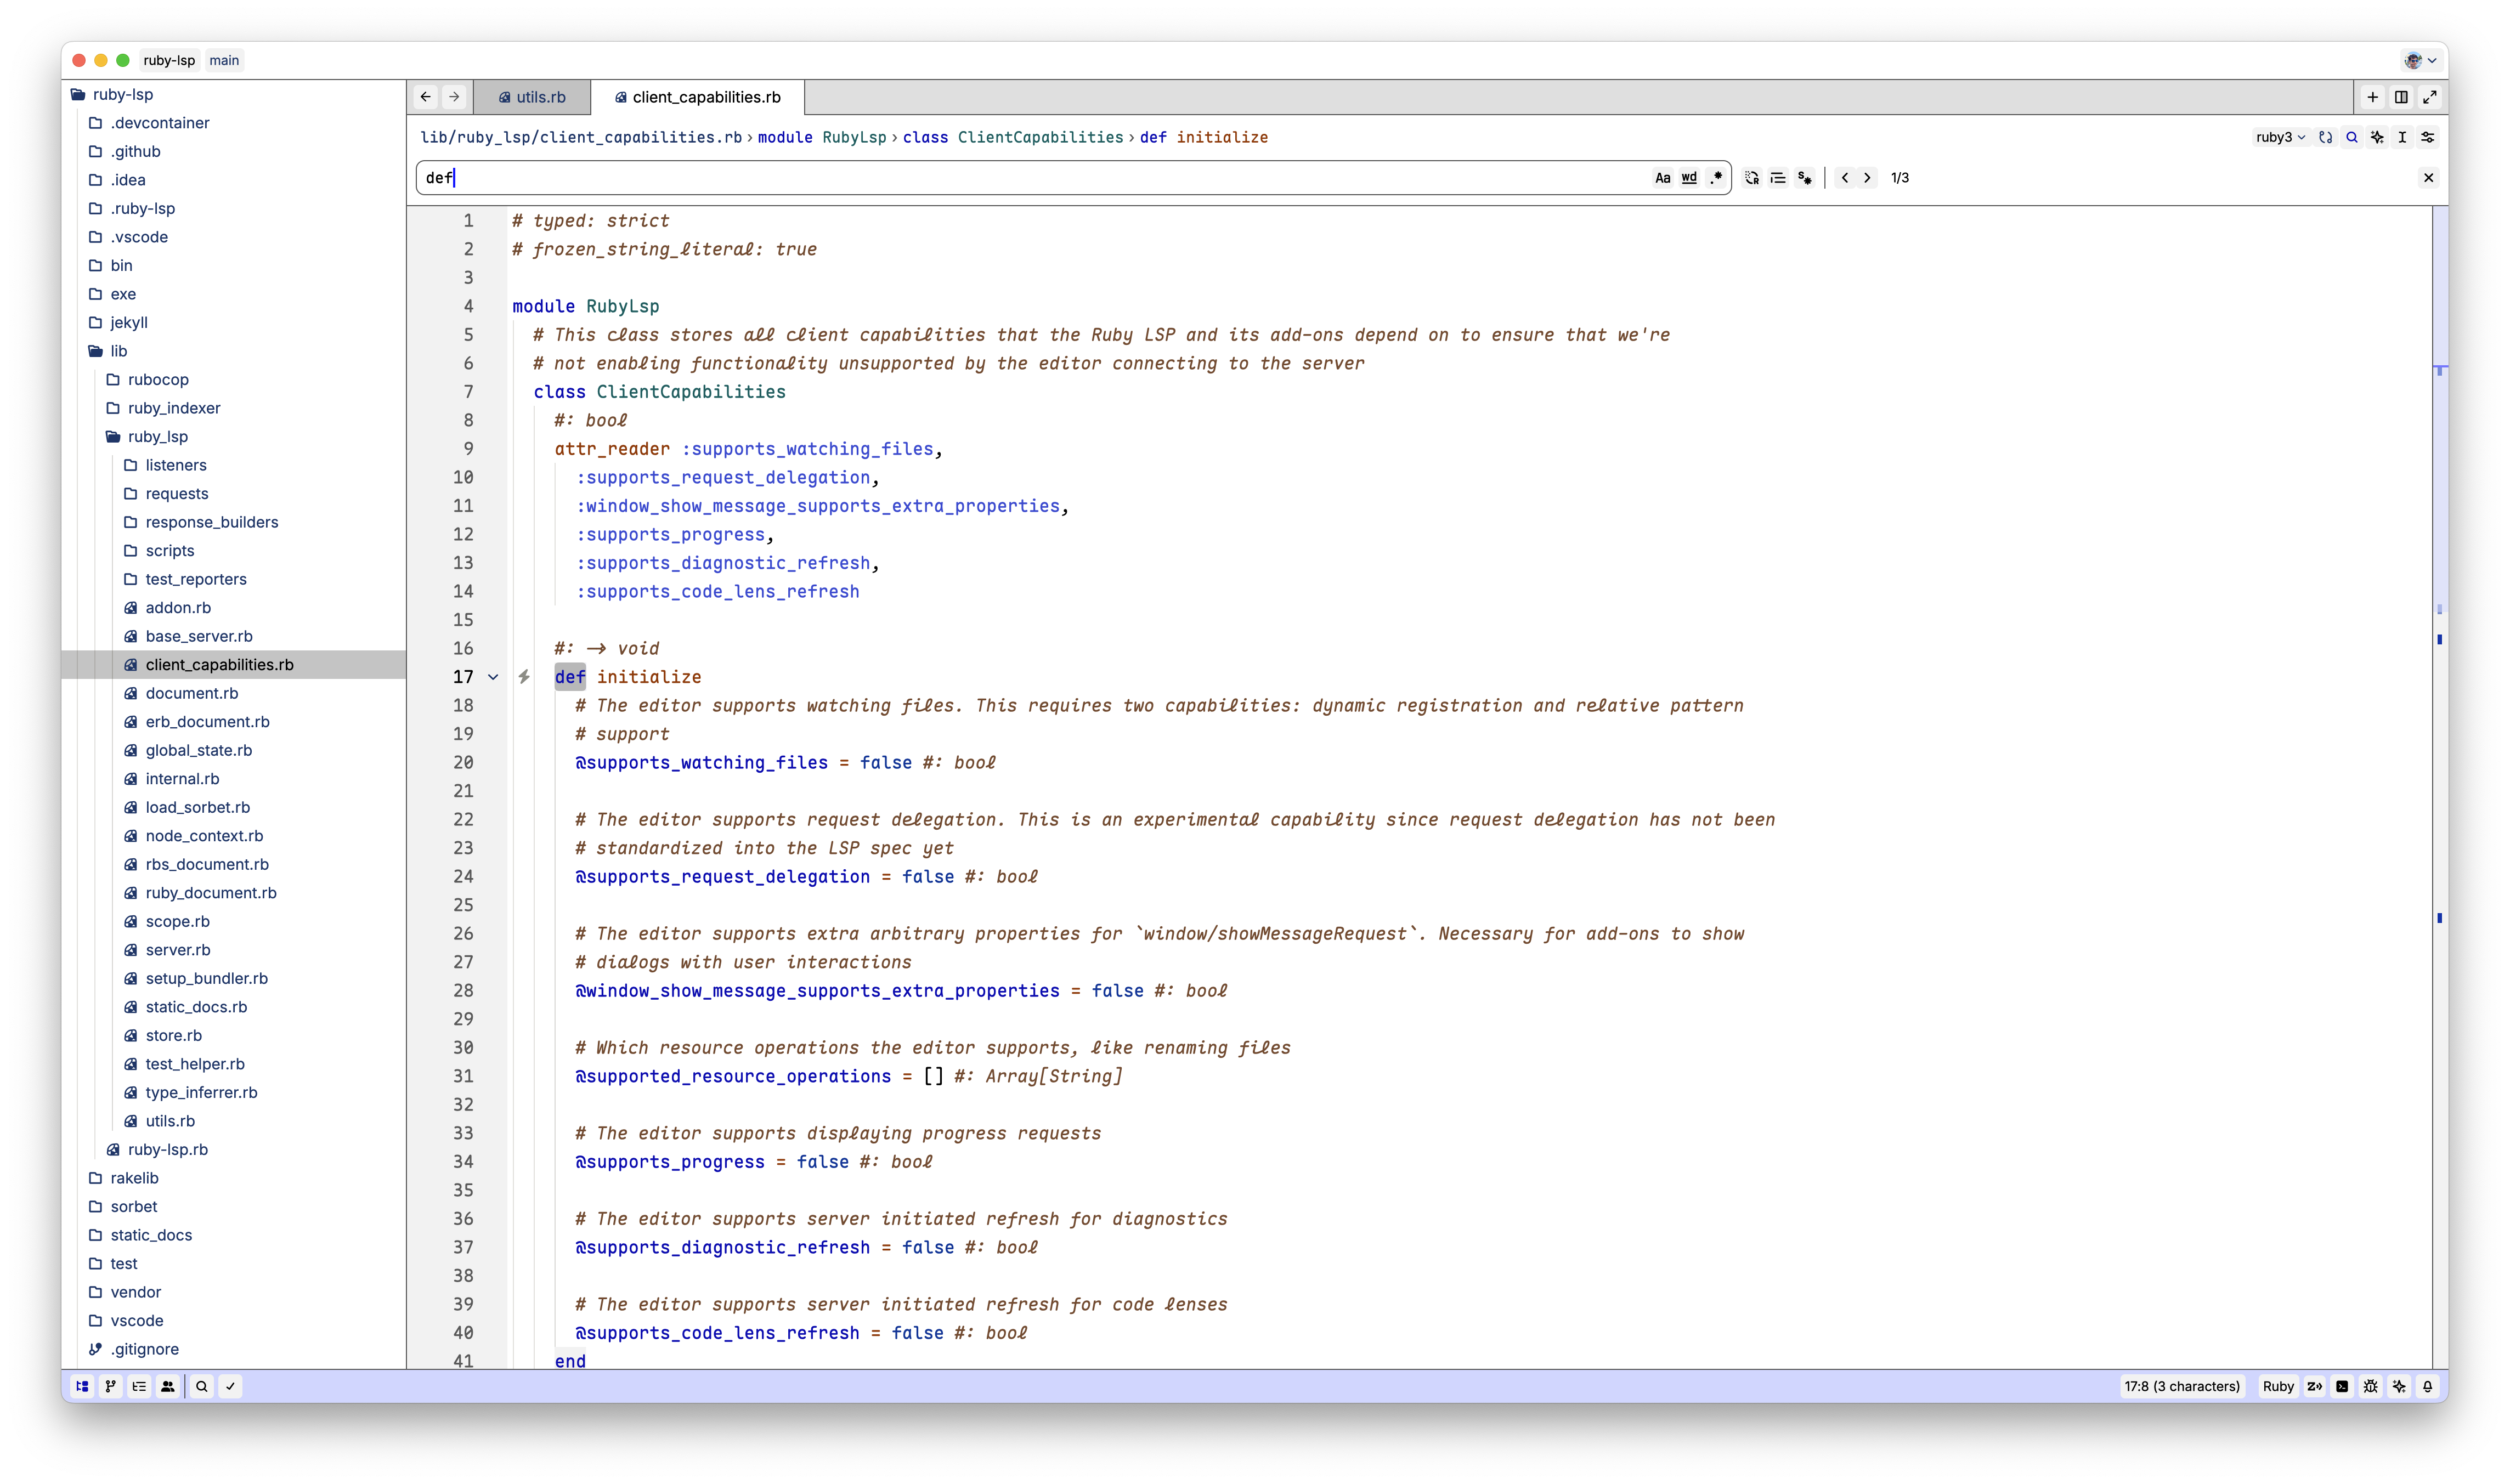 ruby-lsp main
ruby-lsp
.devcontainer
.github
.idea
.ruby-lsp
.vscode
bin
exe
jekyll
lib
rubocop
ruby_indexer
ruby_lsp
listeners
requests
response_builders
scripts
test_reporters
addon.rb
base_server.rb
client_capabilities.rb
document.rb
erb_document.rb
global_state.rb
internal.rb
load_sorbet.rb
node_context.rb
rbs_document.rb
ruby_document.rb
scope.rb
server.rb
setup_bundler.rb
static_docs.rb
store.rb
test_helper.rb
type_inferrer.rb
utils.rb
ruby-lsp.rb
rakelib
sorbet
static_docs
test
vendor
vscode
.gitignore
utils.rb client_capabilities.rb
lib/ruby_lsp/client_capabilities.rb › module RubyLsp › class ClientCapabilities › def initialize ruby3
def Aa wd .* 1/3
1 # typed: strict
2 # frozen_string_literal: true
3
4 module RubyLsp
5 # This class stores all client capabilities that the Ruby LSP and its add-ons depend on to ensure that we're
6 # not enabling functionality unsupported by the editor connecting to the server
7 class ClientCapabilities
8 #: bool
9 attr_reader :supports_watching_files,
10 :supports_request_delegation,
11 :window_show_message_supports_extra_properties,
12 :supports_progress,
13 :supports_diagnostic_refresh,
14 :supports_code_lens_refresh
15
16 #: -> void
17 def initialize
18 # The editor supports watching files. This requires two capabilities: dynamic registration and relative pattern
19 # support
20 @supports_watching_files = false #: bool
21
22 # The editor supports request delegation. This is an experimental capability since request delegation has not been
23 # standardized into the LSP spec yet
24 @supports_request_delegation = false #: bool
25
26 # The editor supports extra arbitrary properties for `window/showMessageRequest`. Necessary for add-ons to show
27 # dialogs with user interactions
28 @window_show_message_supports_extra_properties = false #: bool
29
30 # Which resource operations the editor supports, like renaming files
31 @supported_resource_operations = [] #: Array[String]
32
33 # The editor supports displaying progress requests
34 @supports_progress = false #: bool
35
36 # The editor supports server initiated refresh for diagnostics
37 @supports_diagnostic_refresh = false #: bool
38
39 # The editor supports server initiated refresh for code lenses
40 @supports_code_lens_refresh = false #: bool
41 end
17:8 (3 characters) Ruby